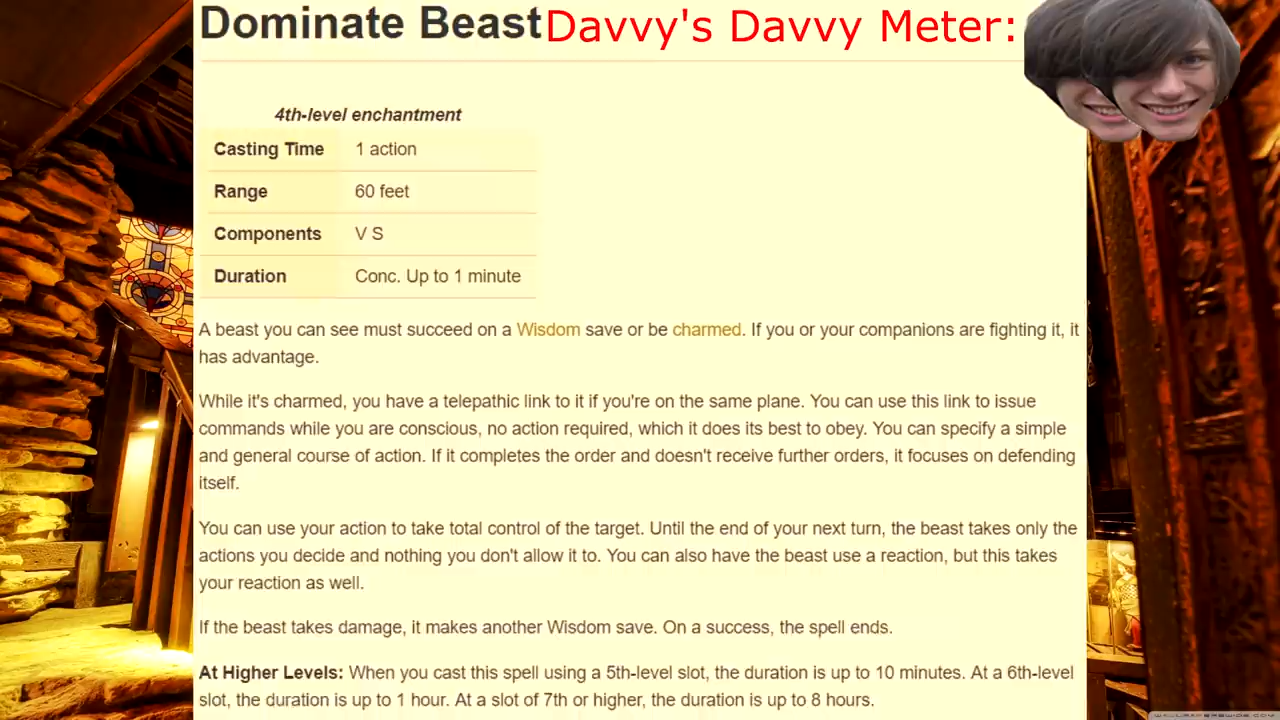 Dominate Beast Davvy's Davvy Meter:
4th-level enchantment
Casting Time 1 action
Range 60 feet
Components V S
Duration Conc. Up to 1 minute
A beast you can see must succeed on a Wisdom save or be charmed. If you or your companions are fighting it, it
has advantage.
While it's charmed, you have a telepathic link to it if you're on the same plane. You can use this link to issue
commands while you are conscious, no action required, which it does its best to obey. You can specify a simple
and general course of action. If it completes the order and doesn't receive further orders, it focuses on defending
itself.
You can use your action to take total control of the target. Until the end of your next turn, the beast takes only the
actions you decide and nothing you don't allow it to. You can also have the beast use a reaction, but this takes
your reaction as well.
If the beast takes damage, it makes another Wisdom save. On a success, the spell ends.
At Higher Levels: When you cast this spell using a 5th-level slot, the duration is up to 10 minutes. At a 6th-level
slot, the duration is up to 1 hour. At a slot of 7th or higher, the duration is up to 8 hours.